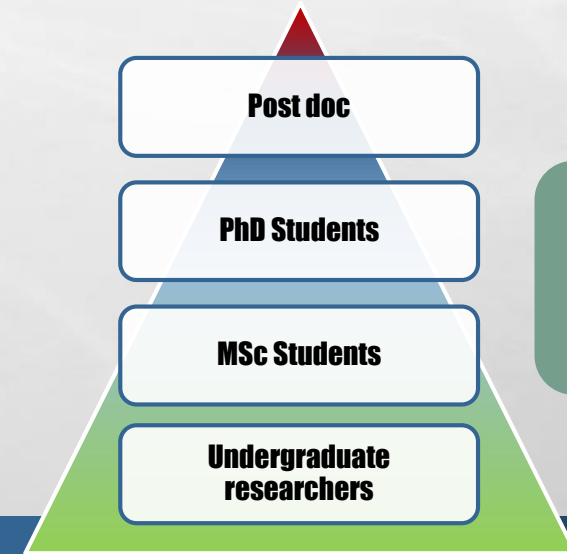 Post doc
PhD Students
MSc Students
Undergraduate
researchers